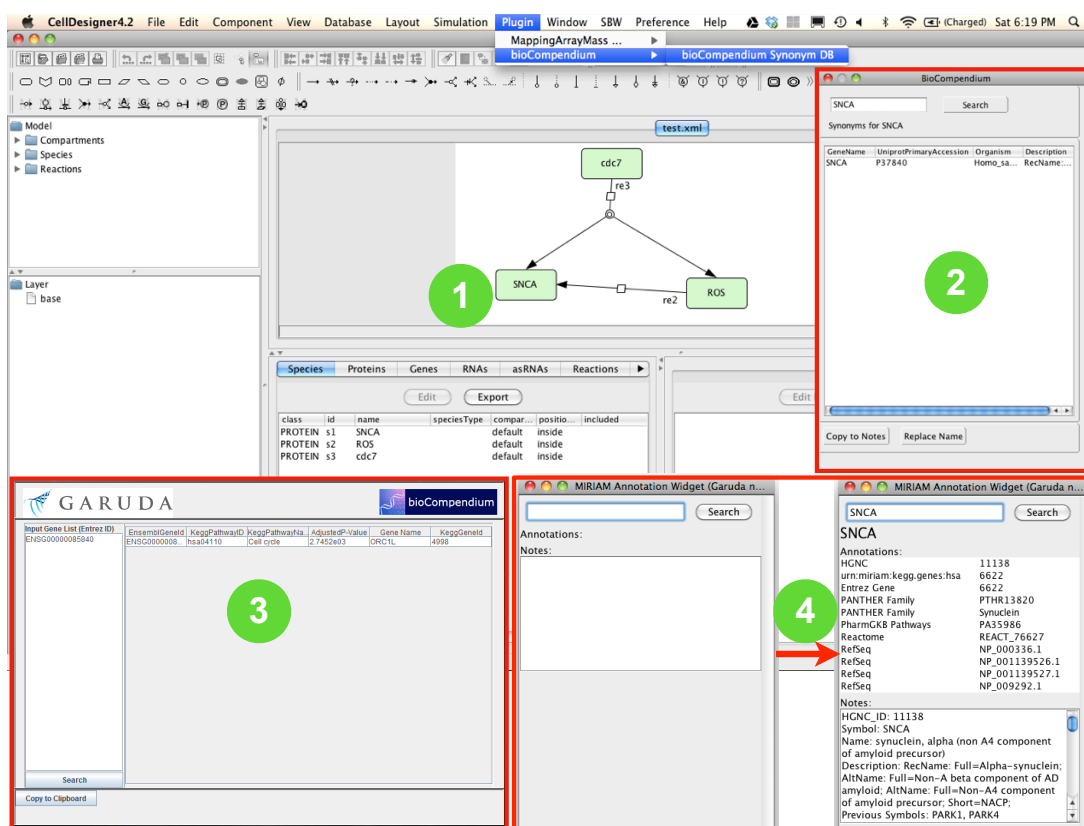 CellDesigner4.2 File Edit Component View Database Layout Simulation Plugin Window SBW Preference Help (Charged) Sat 6:19 PM
MappingArrayMass ...
bioCompendium bioCompendium Synonym DB
Model
Compartments
Species
Reactions
Layer
base
test.xml
cdc7
re3
SNCA
re2
ROS
1
Species Proteins Genes RNAs asRNAs Reactions
Edit Export
class id name speciesType compar... positio... included
PROTEIN s1 SNCA default inside
PROTEIN s2 ROS default inside
PROTEIN s3 cdc7 default inside
Edit
BioCompendium
SNCA Search
Synonyms for SNCA
GeneName UniprotPrimaryAccession Organism Description
SNCA P37840 Homo_sa... RecName:...
2
Copy to Notes Replace Name
GARUDA bioCompendium
Input Gene List (Entrez ID)
ENSG00000085840
EnsemblGeneId KeggPathwayID KeggPathwayNa... AdjustedP-Value Gene Name KeggGeneId
ENSG0000008... hsa04110 Cell cycle 2.7452e03 ORC1L 4998
3
Search
Copy to Clipboard
MIRIAM Annotation Widget (Garuda n...
Search
Annotations:
Notes:
4
MIRIAM Annotation Widget (Garuda n...
SNCA Search
SNCA
Annotations:
HGNC 11138
urn:miriam:kegg.genes:hsa 6622
Entrez Gene 6622
PANTHER Family PTHR13820
PANTHER Family Synuclein
PharmGKB Pathways PA35986
Reactome REACT_76627
RefSeq NP_000336.1
RefSeq NP_001139526.1
RefSeq NP_001139527.1
RefSeq NP_009292.1
Notes:
HGNC_ID: 11138
Symbol: SNCA
Name: synuclein, alpha (non A4 component
of amyloid precursor)
Description: RecName: Full=Alpha-synuclein;
AltName: Full=Non-A beta component of AD
amyloid; AltName: Full=Non-A4 component
of amyloid precursor; Short=NACP;
Previous Symbols: PARK1, PARK4